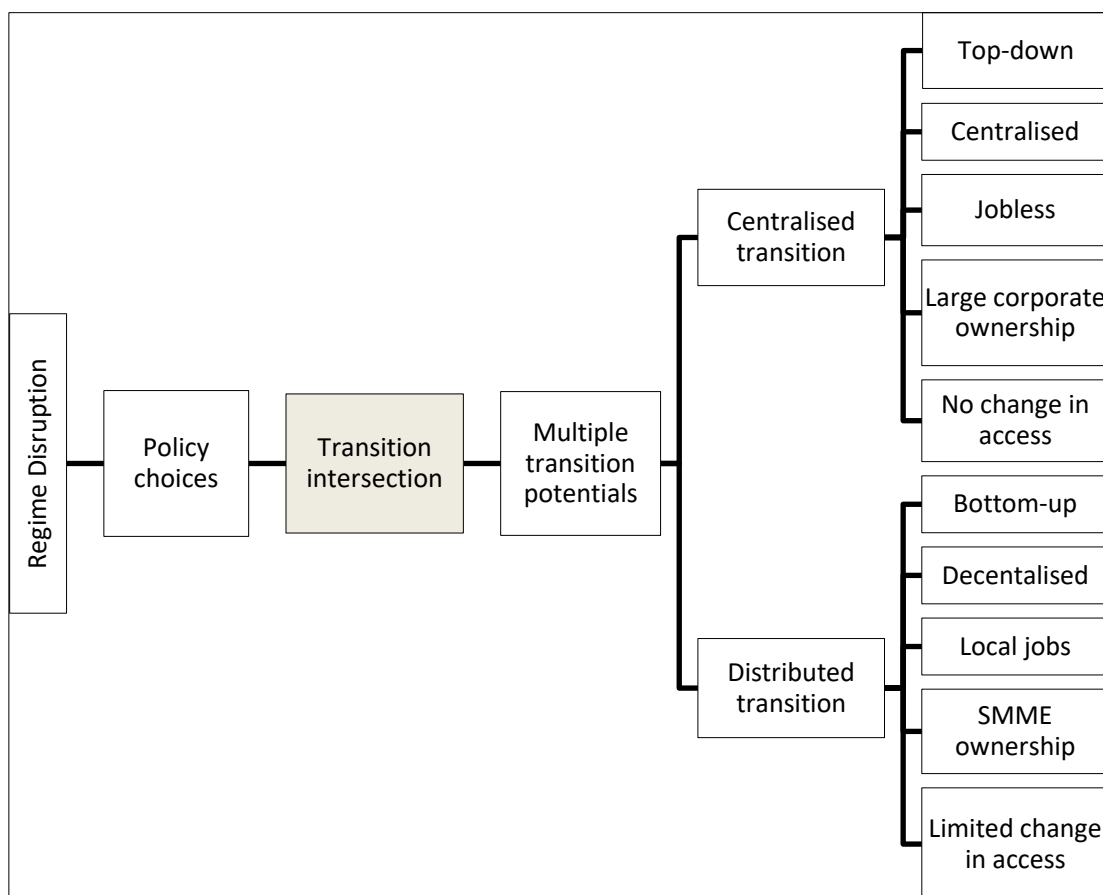 Regime Disruption
Policy
choices
Transition
intersection
Multiple
transition
potentials
Centralised
transition
Top-down
Centralised
Jobless
Large corporate
ownership
No change in
access
Distributed
transition
Bottom-up
Decentalised
Local jobs
SMME
ownership
Limited change
in access